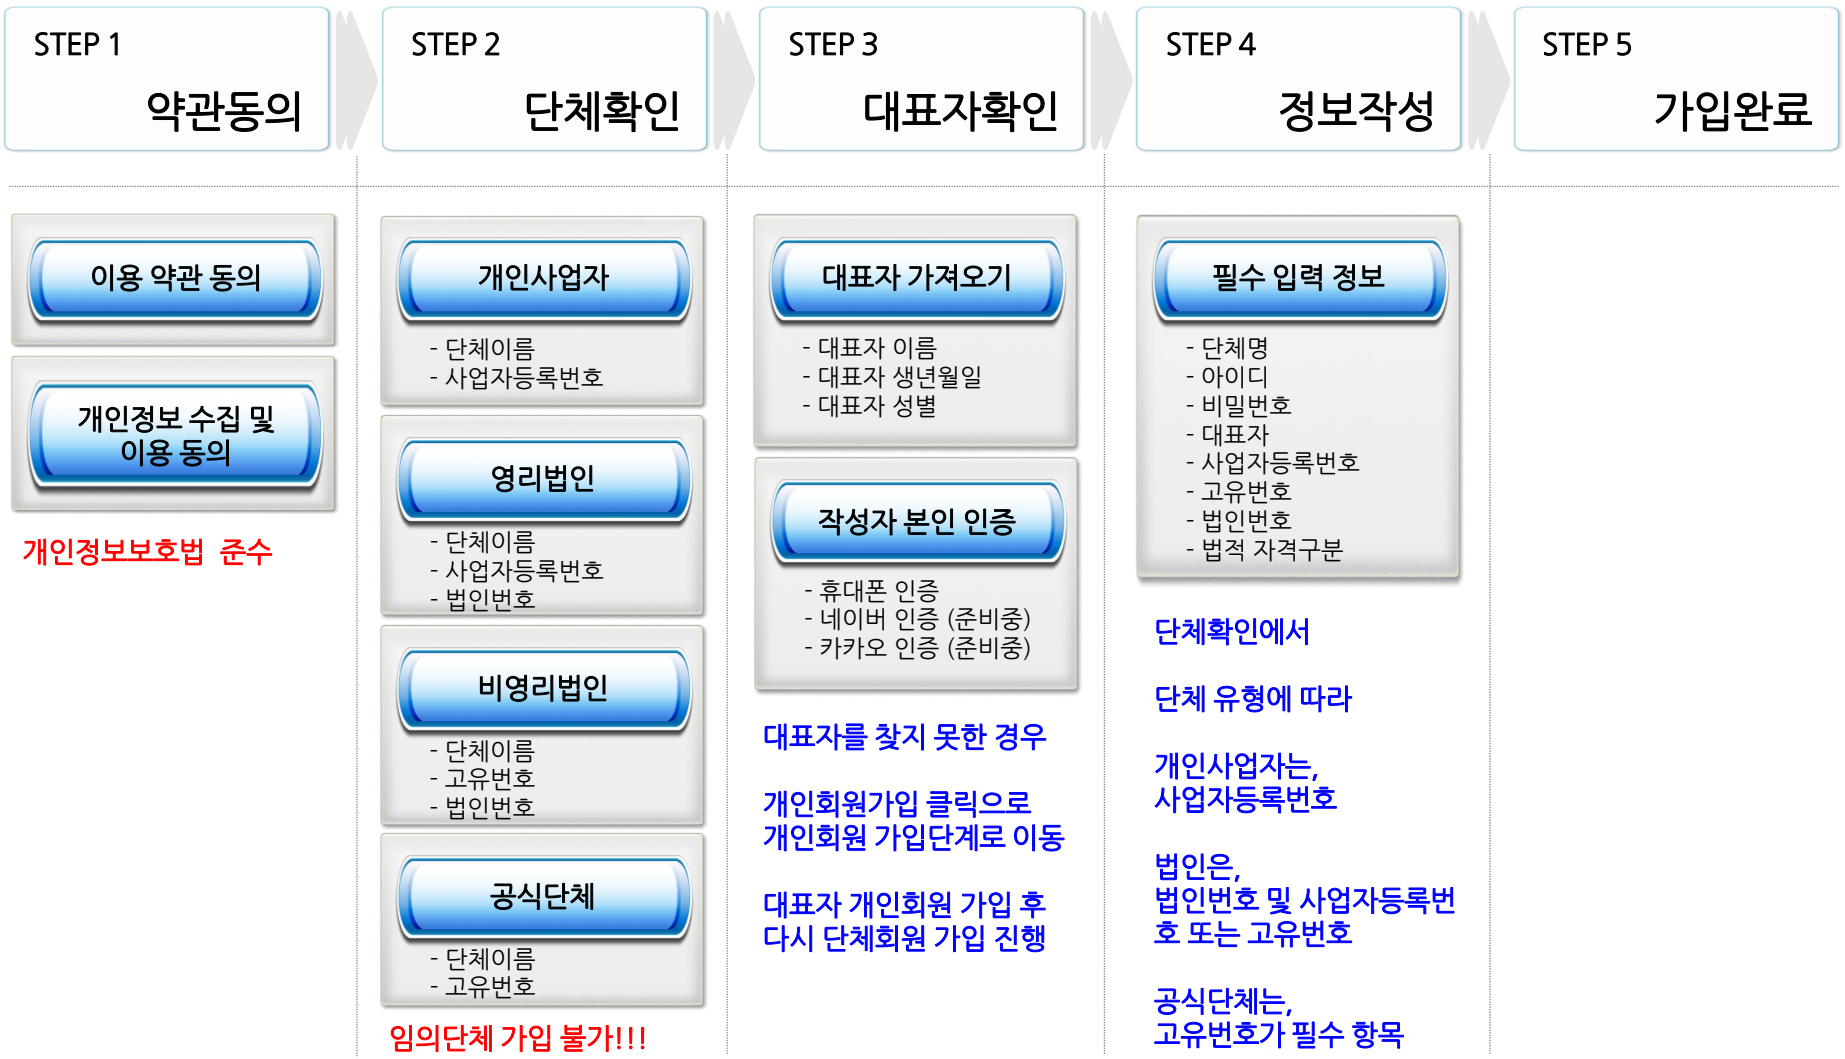 STEP 1
약관동의
STEP 2
단체확인
STEP 3
대표자확인
STEP 4
정보작성
STEP 5
가입완료
이용 약관 동의
개인정보 수집 및
이용 동의
개인정보보호법 준수
개인사업자
- 단체이름
- 사업자등록번호
영리법인
- 단체이름
- 사업자등록번호
- 법인번호
비영리법인
- 단체이름
- 고유번호
- 법인번호
공식단체
- 단체이름
- 고유번호
임의단체 가입 불가!!!
대표자 가져오기
- 대표자 이름
- 대표자 생년월일
- 대표자 성별
작성자 본인 인증
- 휴대폰 인증
- 네이버 인증 (준비중)
- 카카오 인증 (준비중)
대표자를 찾지 못한 경우
개인회원가입 클릭으로
개인회원 가입단계로 이동
대표자 개인회원 가입 후
다시 단체회원 가입 진행
필수 입력 정보
- 단체명
- 아이디
- 비밀번호
- 대표자
- 사업자등록번호
- 고유번호
- 법인번호
- 법적 자격구분
단체확인에서
단체 유형에 따라
개인사업자는,
사업자등록번호
법인은,
법인번호 및 사업자등록번
호 또는 고유번호
공식단체는,
고유번호가 필수 항목